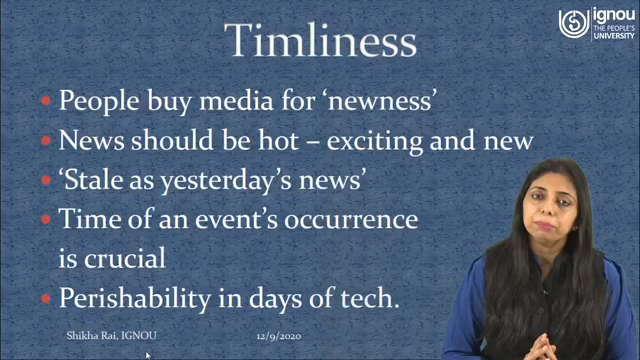 ignou
THE PEOPLE'S
UNIVERSITY
Timliness
• People buy media for ‘newness’
• News should be hot – exciting and new
• ‘Stale as yesterday’s news’
• Time of an event’s occurrence
is crucial
• Perishability in days of tech.
Shikha Rai, IGNOU 12/9/2020